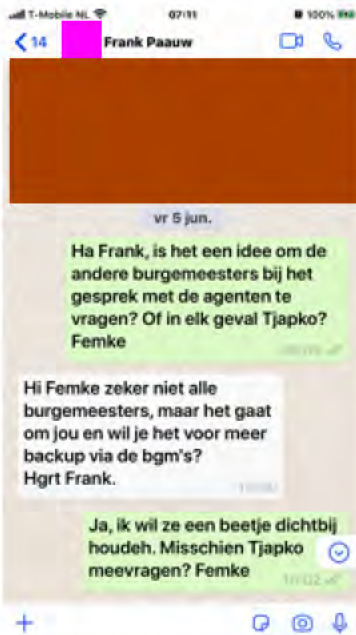 T-Mobile NL 07:11 100%
14 Frank Paauw
vr 5 jun.
Ha Frank, is het een idee om de
andere burgemeesters bij het
gesprek met de agenten te
vragen? Of in elk geval Tjapko?
Femke
Hi Femke zeker niet alle
burgemeesters, maar het gaat
om jou en wil je het voor meer
backup via de bgm's?
Hgrt Frank.
Ja, ik wil ze een beetje dichtbij
houdeh. Misschien Tjapko
meevragen? Femke